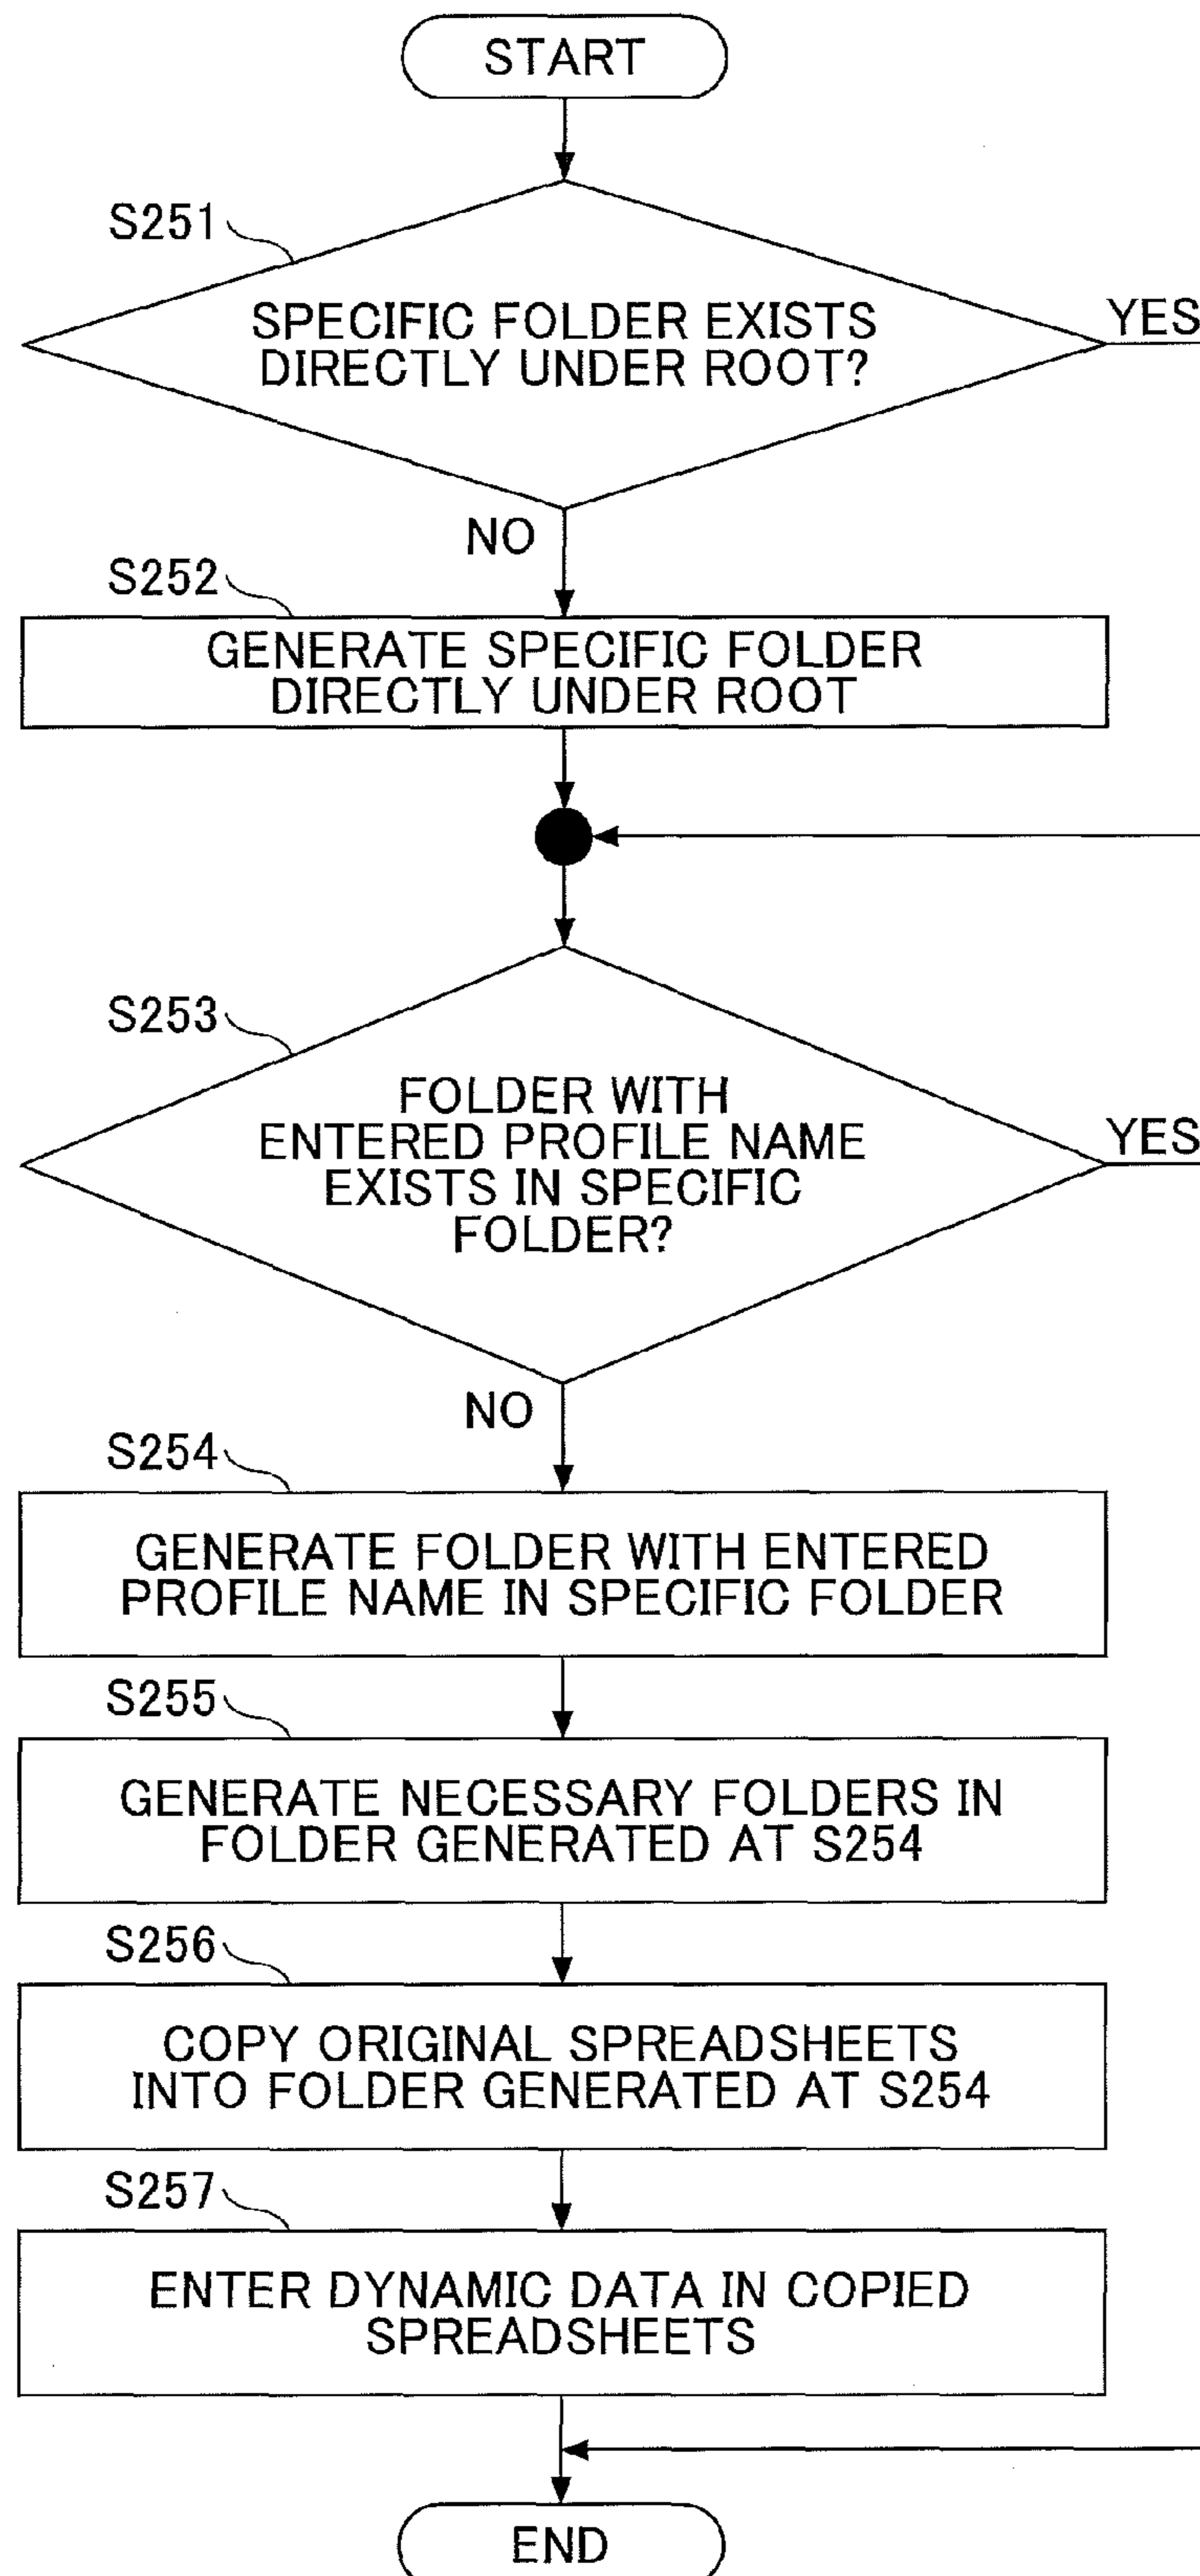 START
S251
SPECIFIC FOLDER EXISTS
DIRECTLY UNDER ROOT?
YES
NO
S252
GENERATE SPECIFIC FOLDER
DIRECTLY UNDER ROOT
S253
FOLDER WITH
ENTERED PROFILE NAME
EXISTS IN SPECIFIC
FOLDER?
YES
NO
S254
GENERATE FOLDER WITH ENTERED
PROFILE NAME IN SPECIFIC FOLDER
S255
GENERATE NECESSARY FOLDERS IN
FOLDER GENERATED AT S254
S256
COPY ORIGINAL SPREADSHEETS
INTO FOLDER GENERATED AT S254
S257
ENTER DYNAMIC DATA IN COPIED
SPREADSHEETS
END